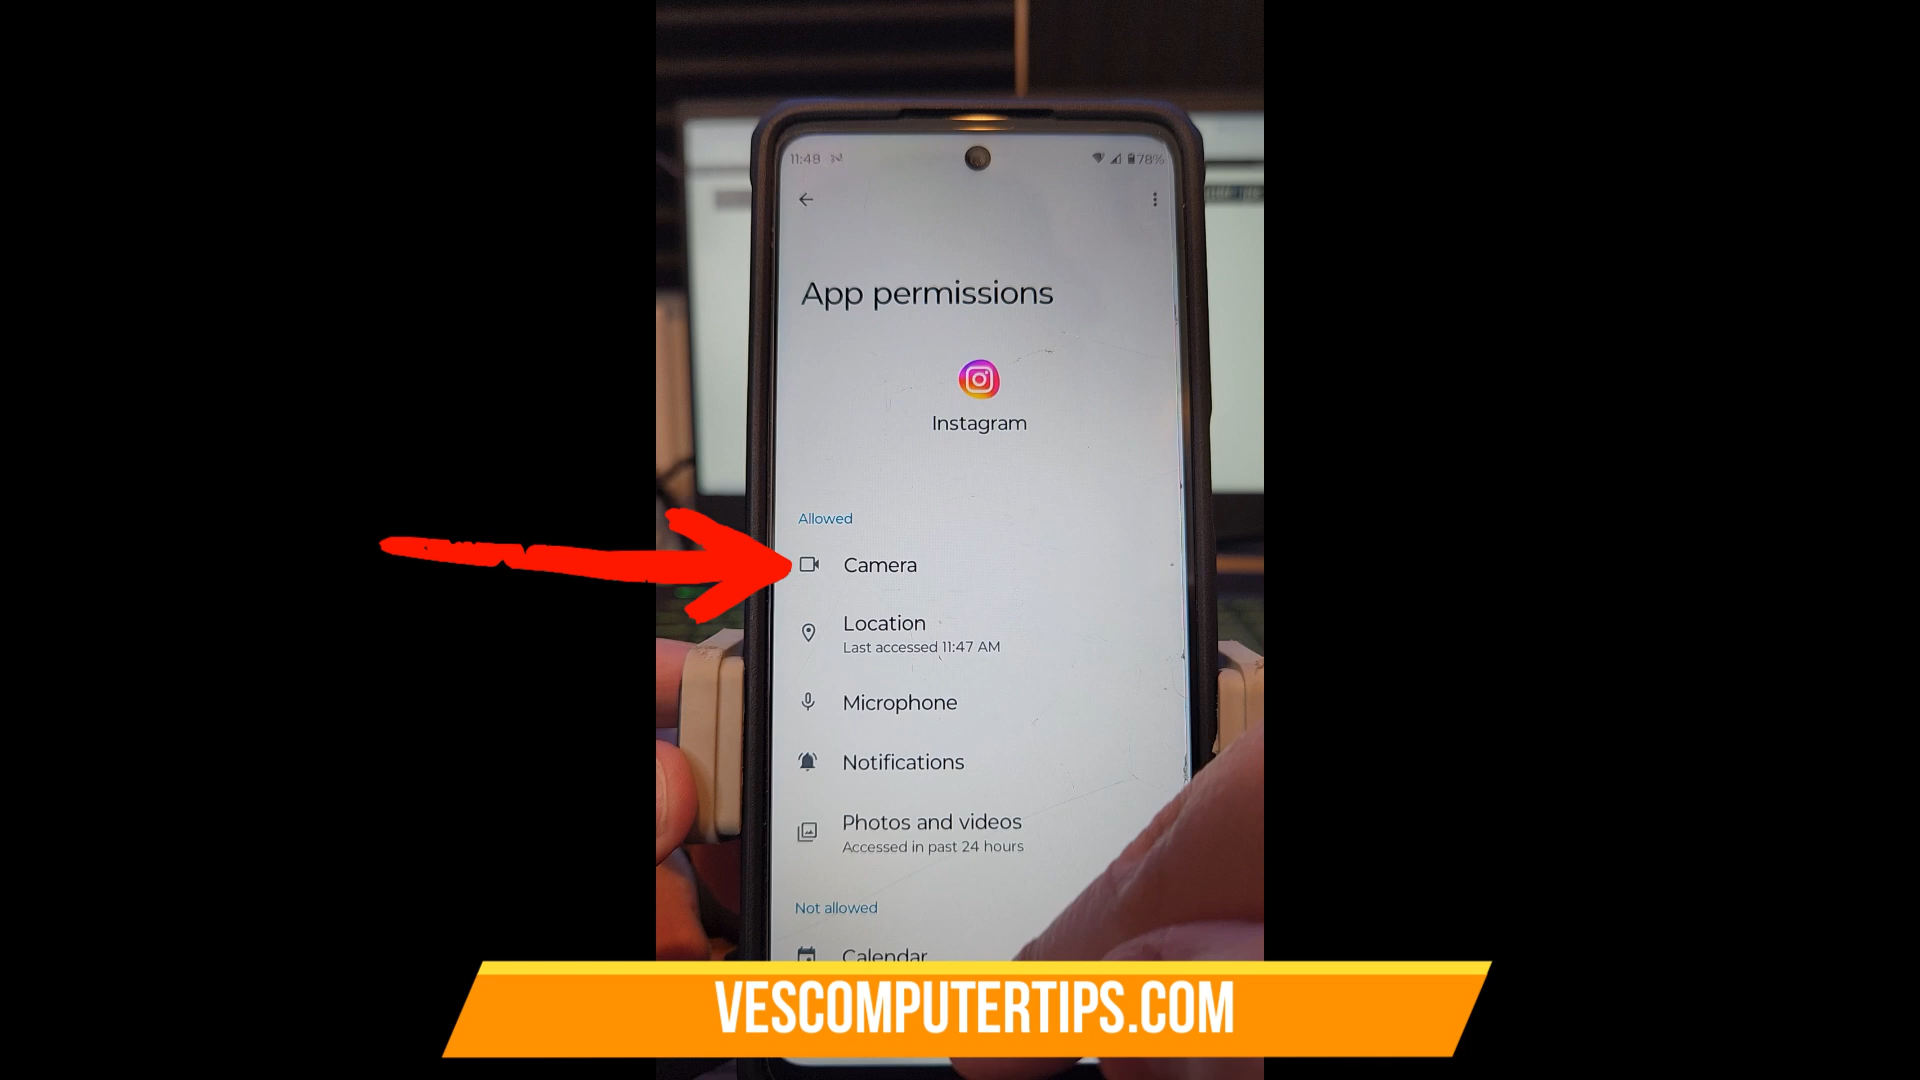 11:48
78%
App permissions
Instagram
Allowed
Camera
Location
Last accessed 11:47 AM
Microphone
Notifications
Photos and videos
Accessed in past 24 hours
Not allowed
Calendar
VESCOMPUTERTIPS.COM